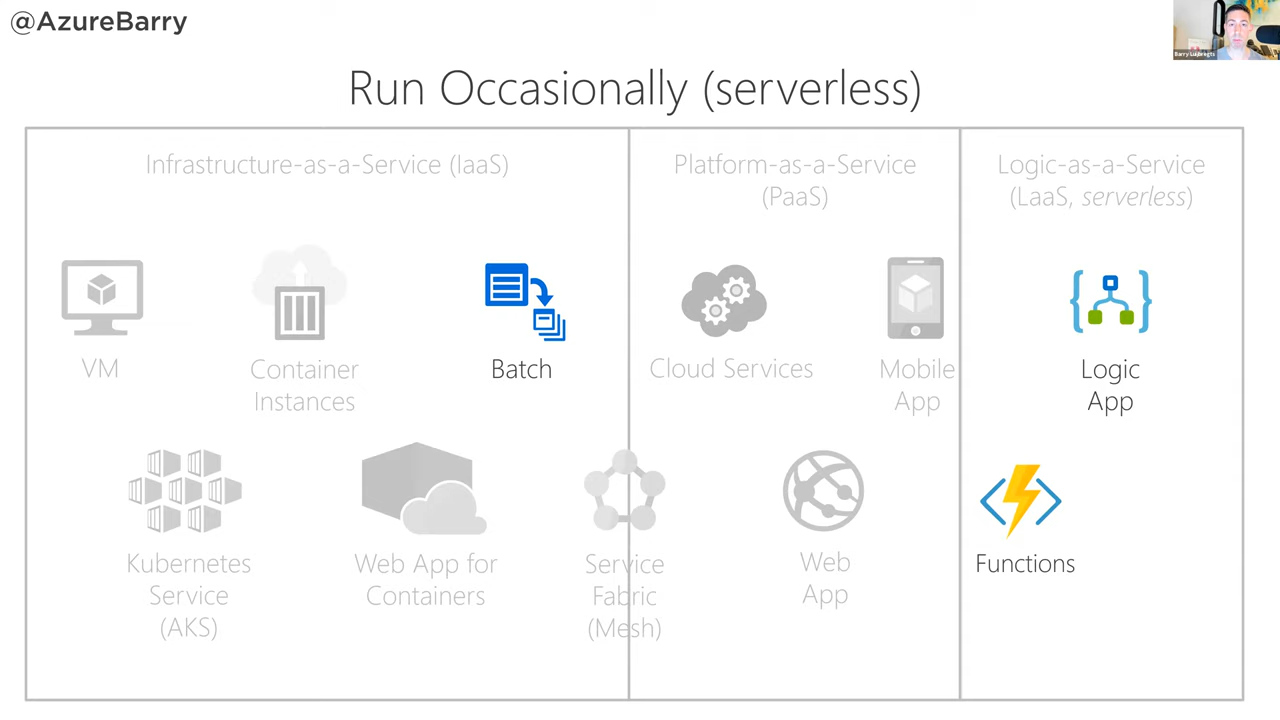 @AzureBarry
Barry Luijbregts
Run Occasionally (serverless)
Infrastructure-as-a-Service (IaaS)
Platform-as-a-Service
(PaaS)
Logic-as-a-Service
(LaaS, serverless)
VM
Container
Instances
Batch
Cloud Services
Mobile
App
Logic
App
Kubernetes
Service
(AKS)
Web App for
Containers
Service
Fabric
(Mesh)
Web
App
Functions